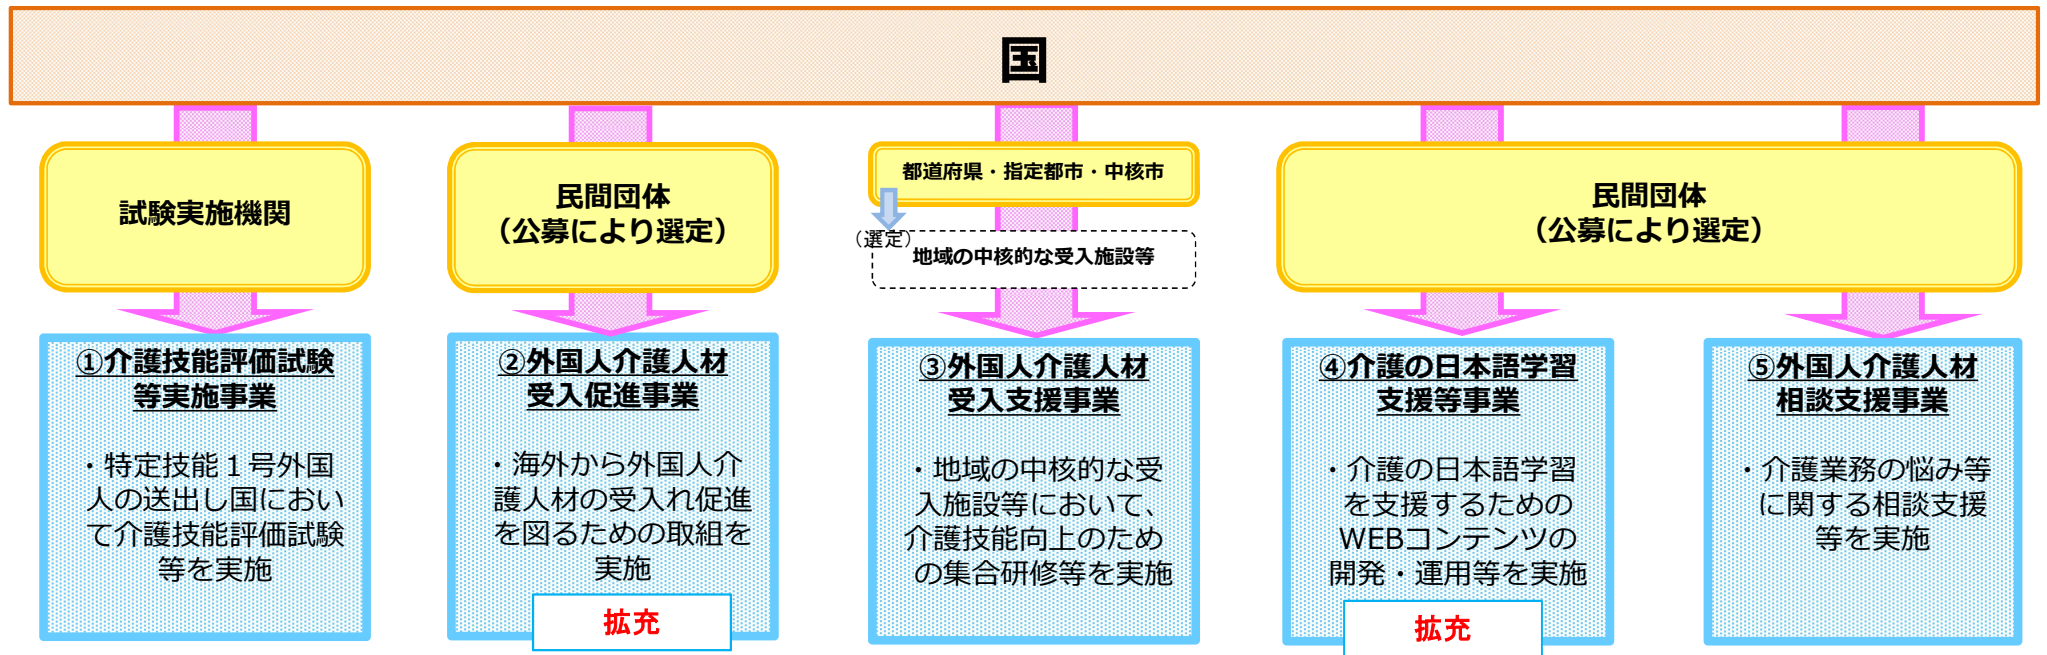 国
試験実施機関
民間団体
（公募により選定）
都道府県・指定都市・中核市
（選定）
地域の中核的な受入施設等
民間団体
（公募により選定）
①介護技能評価試験
等実施事業
・特定技能１号外国
人の送出し国におい
て介護技能評価試験
等を実施
②外国人介護人材
受入促進事業
・海外から外国人介
護人材の受入れ促進
を図るための取組を
実施
拡充
③外国人介護人材
受入支援事業
・地域の中核的な受
入施設等において、
介護技能向上のため
の集合研修等を実施
④介護の日本語学習
支援等事業
・介護の日本語学習
を支援するための
WEBコンテンツの
開発・運用等を実施
拡充
⑤外国人介護人材
相談支援事業
・介護業務の悩み等
に関する相談支援
等を実施